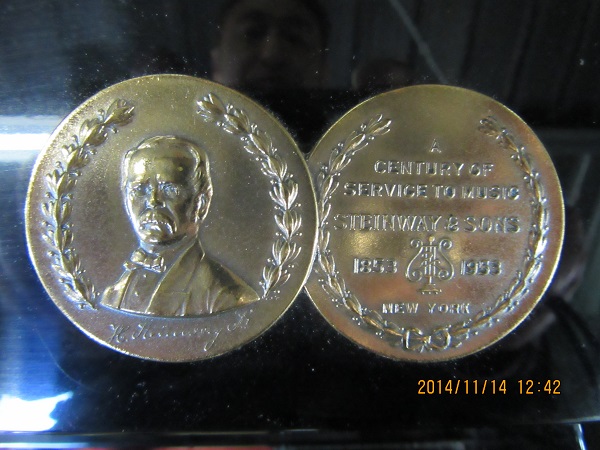 A
CENTURY OF
SERVICE TO MUSIC
STEINWAY & SONS
1853 1953
NEW YORK
2014/11/14 12:42